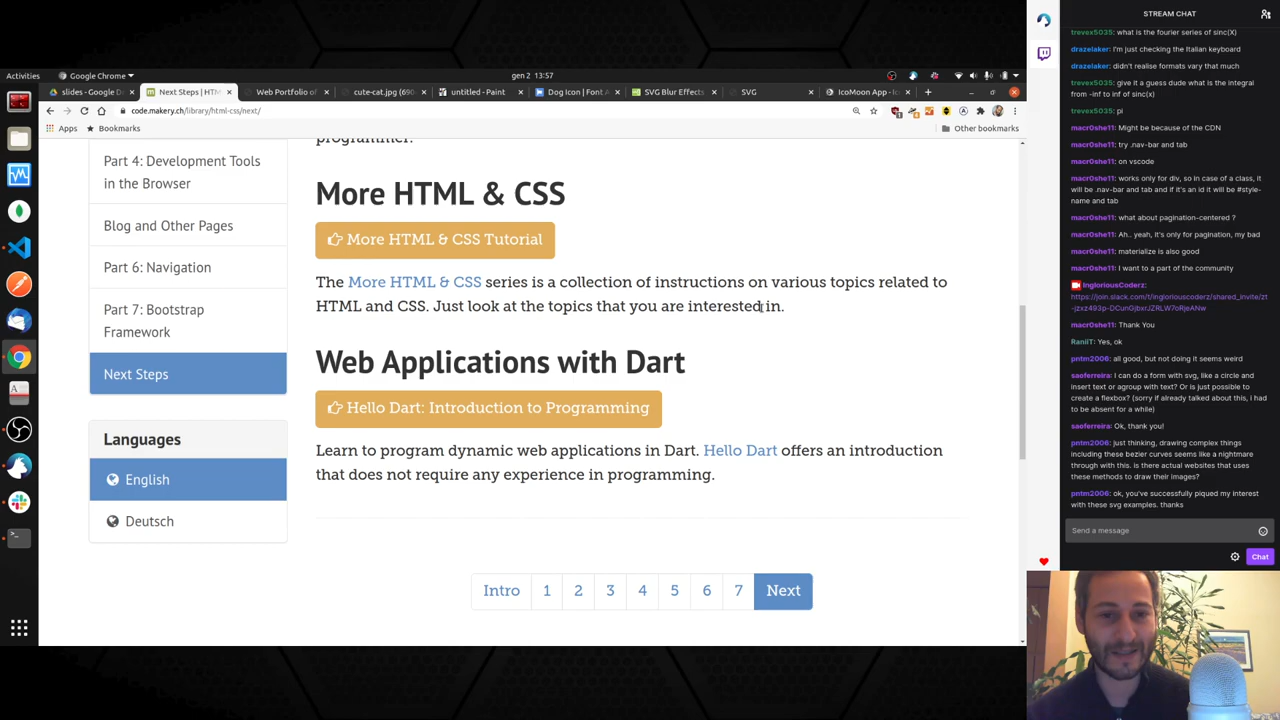 Activities
Google Chrome
gen 2 13:57
slides - Google D
Next Steps | HTM
Web Portfolio of
cute-cat.jpg (690
untitled - Paint
Dog Icon | Font A
SVG Blur Effects
SVG
IcoMoon App - I
code.makery.ch/library/html-css/next/
Apps
Bookmarks
Other bookmarks
programmer.
Part 4: Development Tools
in the Browser
Blog and Other Pages
Part 6: Navigation
Part 7: Bootstrap
Framework
Next Steps
Languages
English
Deutsch
More HTML & CSS
More HTML & CSS Tutorial
The More HTML & CSS series is a collection of instructions on various topics related to
HTML and CSS. Just look at the topics that you are interested in.
Web Applications with Dart
Hello Dart: Introduction to Programming
Learn to program dynamic web applications in Dart. Hello Dart offers an introduction
that does not require any experience in programming.
Intro 1 2 3 4 5 6 7 Next
STREAM CHAT
trevex5035: what is the fourier series of sinc(X)
drazelaker: I'm just checking the Italian keyboard
drazelaker: didn't realise formats vary that much
trevex5035: give it a guess dude what is the integral
from -inf to inf of sinc(x)
trevex5035: pi
macr0she11: Might be because of the CDN
macr0she11: try .nav-bar and tab
macr0she11: on vscode
macr0she11: works only for div, so in case of a class, it
will be .nav-bar and tab and if it's an id it will be #style-
name and tab
macr0she11: what about pagination-centered ?
macr0she11: Ah.. yeah, it's only for pagination, my bad
macr0she11: materialize is also good
macr0she11: I want to a part of the community
IngloriousCoderz:
https://join.slack.com/t/ingloriouscoderz/shared_invite/zt
-jzxz493p-DCunGjbxrJZRLW7oRjeANw
macr0she11: Thank You
RaniiT: Yes, ok
pntm2006: all good, but not doing it seems weird
saoferreira: I can do a form with svg, like a circle and
insert text or agroup with text? Or is just possible to
create a flexbox? (sorry if already talked about this, i had
to be absent for a while)
saoferreira: Ok, thank you!
pntm2006: just thinking, drawing complex things
including these bezier curves seems like a nightmare
through with this. is there actual websites that uses
these methods to draw their images?
pntm2006: ok, you've successfully piqued my interest
with these svg examples. thanks
Send a message
Chat